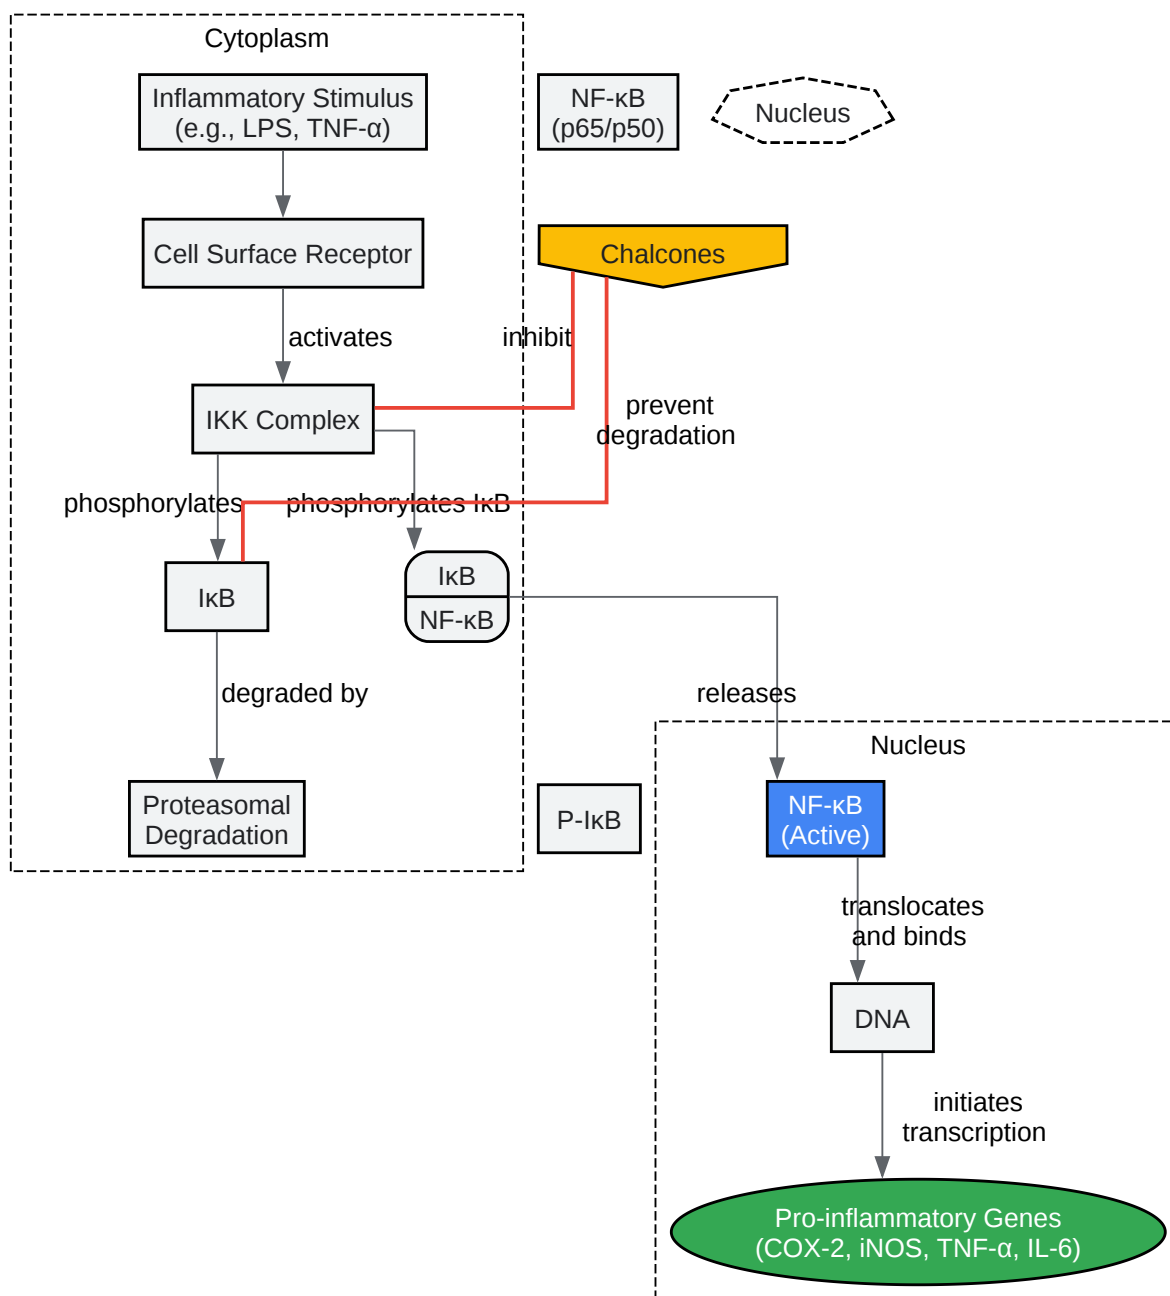 Cytoplasm
Inflammatory Stimulus
(e.g., LPS, TNF-α)
NF-κB
(p65/p50)
Nucleus
Cell Surface Receptor
Chalcones
activates
inhibit
IKK Complex
prevent
degradation
phosphorylates
phosphorylates IκB
IκB
IκB
NF-κB
degraded by
releases
Nucleus
Proteasomal
Degradation
P-IκB
NF-κB
(Active)
translocates
and binds
DNA
initiates
transcription
Pro-inflammatory Genes
(COX-2, iNOS, TNF-α, IL-6)